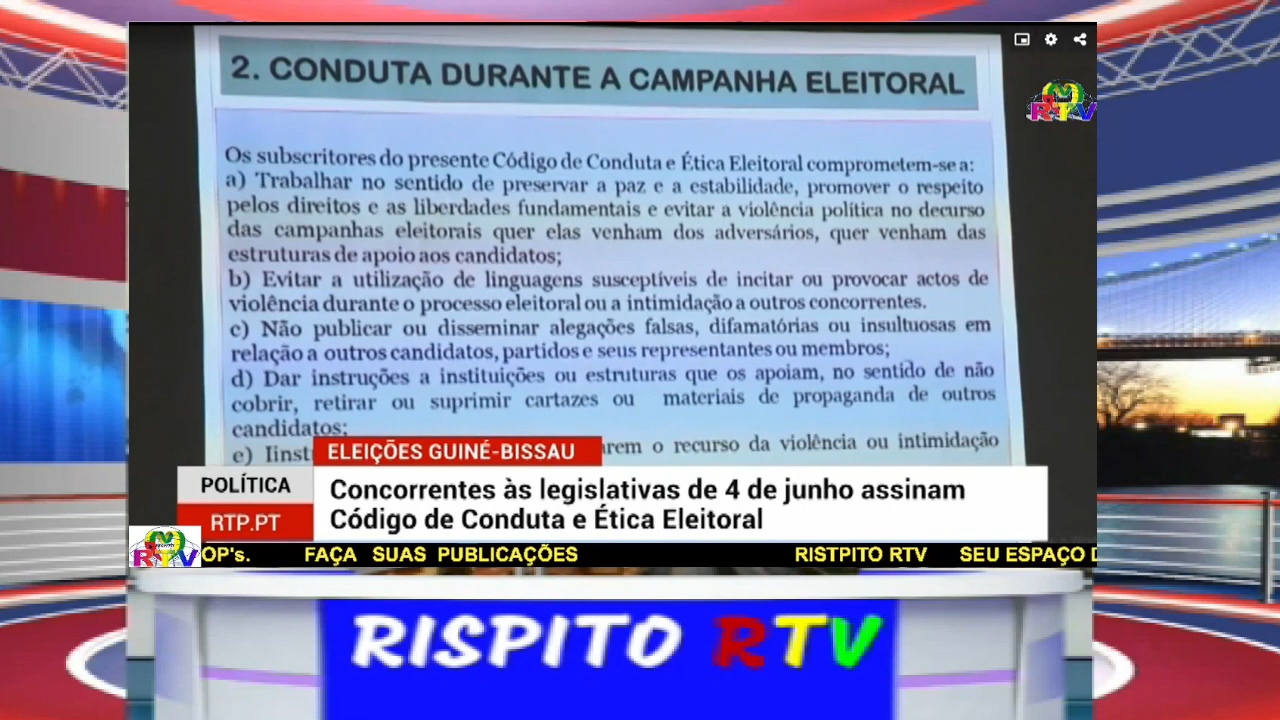 2. CONDUTA DURANTE A CAMPANHA ELEITORAL
RTV
Os subscritores do presente Código de Conduta e Ética Eleitoral comprometem-se a:
a) Trabalhar no sentido de preservar a paz e a estabilidade, promover o respeito
pelos direitos e as liberdades fundamentais e evitar a violência política no decurso
das campanhas eleitorais quer elas venham dos adversários, quer venham das
estruturas de apoio aos candidatos;
b) Evitar a utilização de linguagens susceptíveis de incitar ou provocar actos de
violência durante o processo eleitoral ou a intimidação a outros concorrentes.
c) Não publicar ou disseminar alegações falsas, difamatórias ou insultuosas em
relação a outros candidatos, partidos e seus representantes ou membros;
d) Dar instruções a instituições ou estruturas que os apoiam, no sentido de não
cobrir, retirar ou suprimir cartazes ou materiais de propaganda de outros
candidatos;
e) Iinst rem o recurso da violência ou intimidação
ELEIÇÕES GUINÉ-BISSAU
POLÍTICA
RTP.PT
Concorrentes às legislativas de 4 de junho assinam
Código de Conduta e Ética Eleitoral
RTV
OP's. FAÇA SUAS PUBLICAÇÕES RISTPITO RTV SEU ESPAÇO D
RISPITO RTV